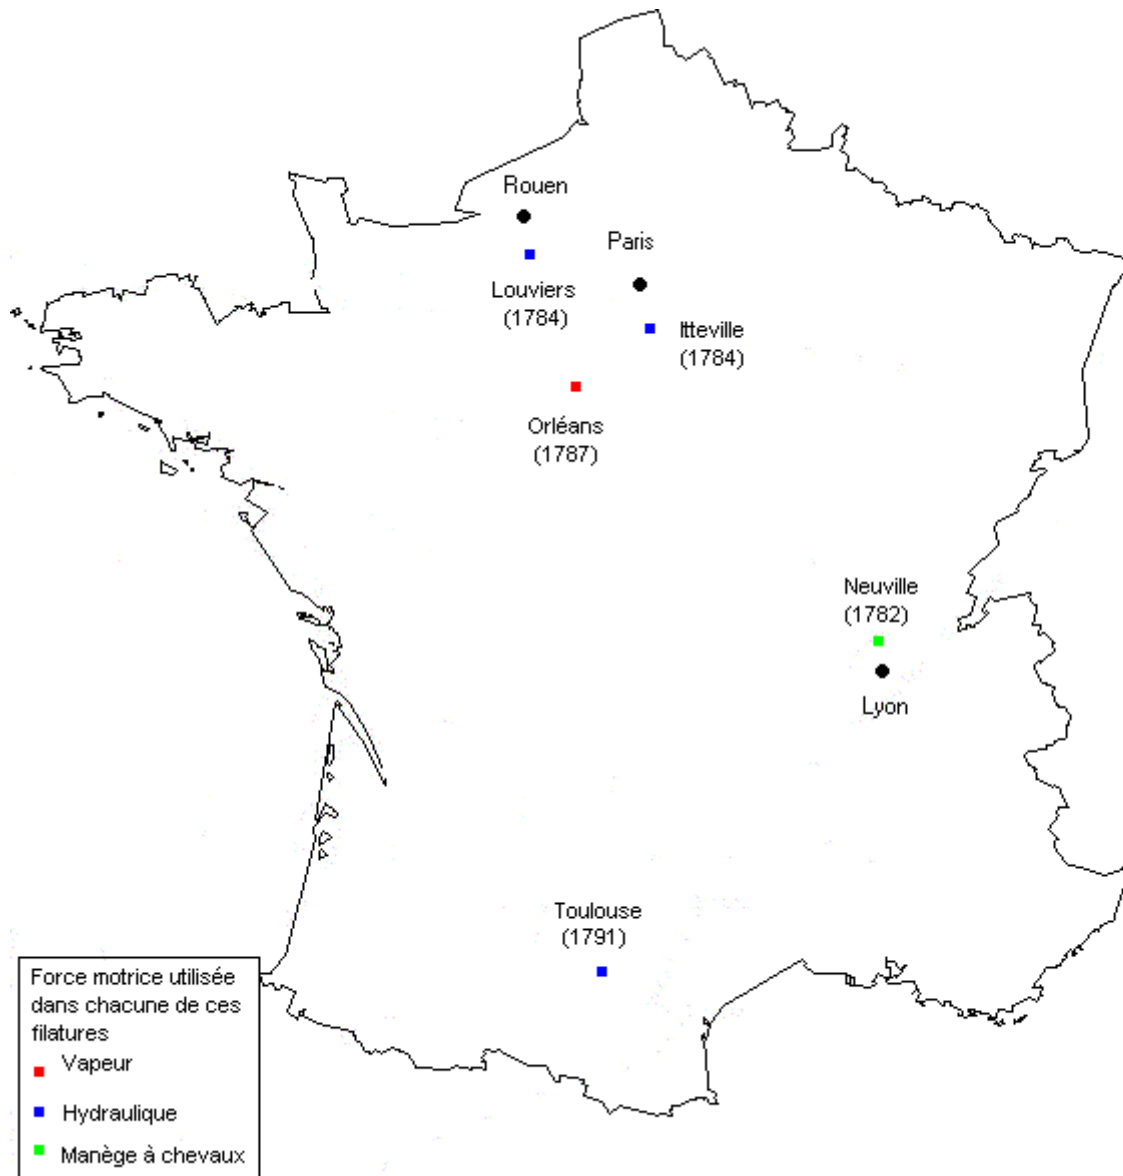 Rouen
Paris
Louviers
(1784)
Itteville
(1784)
Orléans
(1787)
Neuville
(1782)
Lyon
Toulouse
(1791)
Force motrice utilisée
dans chacune de ces
filatures
Vapeur
Hydraulique
Manège à chevaux